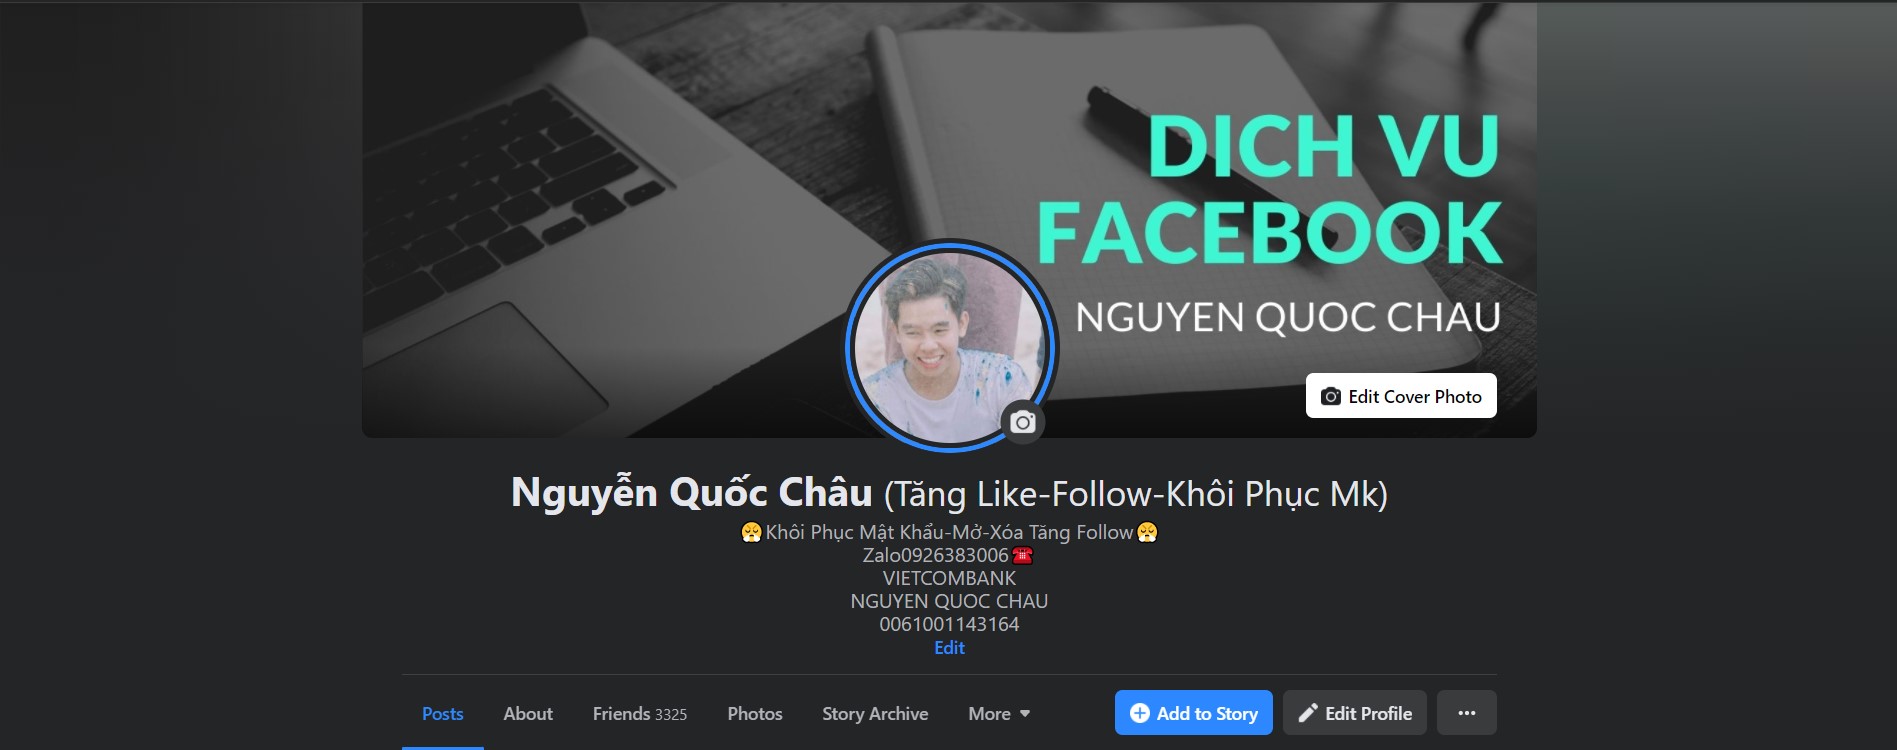 DICH VU
FACEBOOK
NGUYEN QUOC CHAU
Edit Cover Photo
Nguyễn Quốc Châu (Tăng Like-Follow-Khôi Phục Mk)
😤Khôi Phục Mật Khẩu-Mở-Xóa Tăng Follow😤
Zalo0926383006☎️
VIETCOMBANK
NGUYEN QUOC CHAU
0061001143164
Edit
Posts About Friends 3325 Photos Story Archive More Add to Story Edit Profile ...